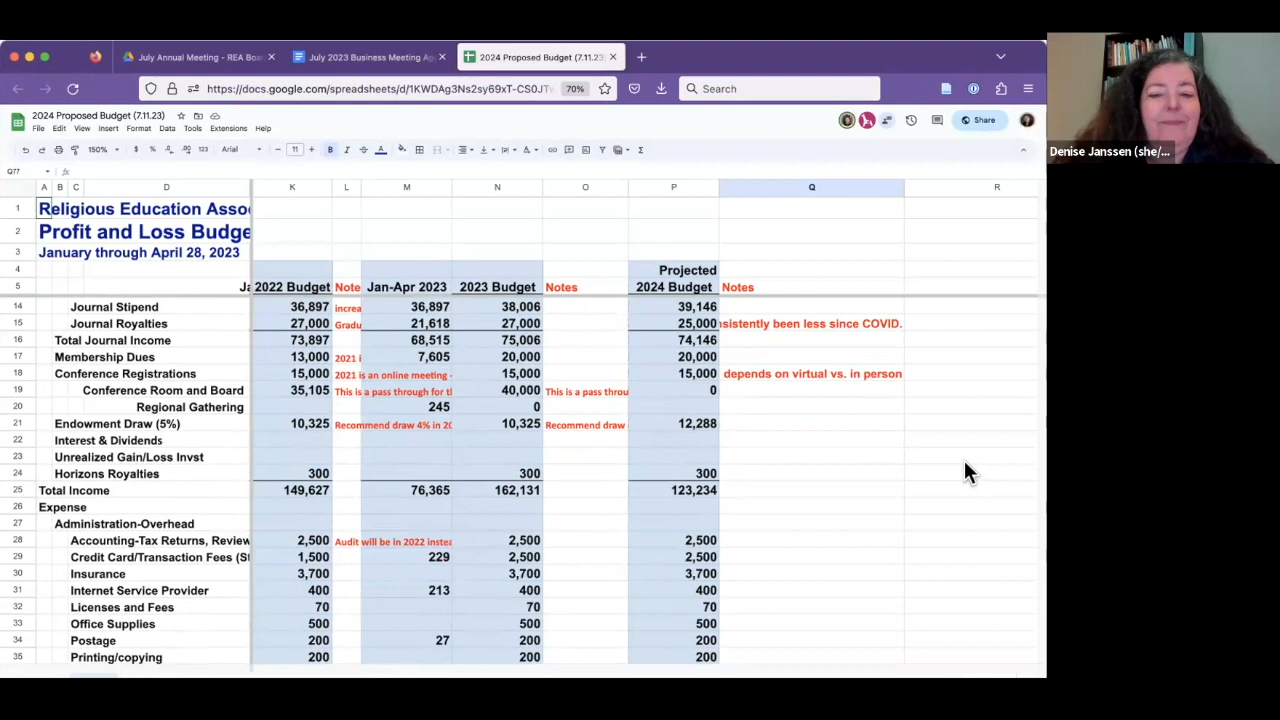 July Annual Meeting - REA Boa
July 2023 Business Meeting Ag
2024 Proposed Budget (7.11.23)
https://docs.google.com/spreadsheets/d/1KWDAg3Ns2sy69xT-CS0JTw
70%
Search
2024 Proposed Budget (7.11.23)
File Edit View Insert Format Data Tools Extensions Help
Share
150% $ % .0 .00 123 Arial 11 B I A
Q77 fx
A B C D K L M N O P Q R
1 Religious Education Asso
2 Profit and Loss Budge
3 January through April 28, 2023
4 Projected
5 Ja 2022 Budget Note Jan-Apr 2023 2023 Budget Notes 2024 Budget Notes
14 Journal Stipend 36,897 increa 36,897 38,006 39,146
15 Journal Royalties 27,000 Gradu 21,618 27,000 25,000 nsistently been less since COVID.
16 Total Journal Income 73,897 68,515 75,006 74,146
17 Membership Dues 13,000 2021 i 7,605 20,000 20,000
18 Conference Registrations 15,000 2021 is an online meeting - 15,000 15,000 depends on virtual vs. in person
19 Conference Room and Board 35,105 This is a pass through for th 40,000 This is a pass throu 0
20 Regional Gathering 245 0
21 Endowment Draw (5%) 10,325 Recommend draw 4% in 20 10,325 Recommend draw 12,288
22 Interest & Dividends
23 Unrealized Gain/Loss Invst
24 Horizons Royalties 300 300 300
25 Total Income 149,627 76,365 162,131 123,234
26 Expense
27 Administration-Overhead
28 Accounting-Tax Returns, Review 2,500 Audit will be in 2022 instea 2,500 2,500
29 Credit Card/Transaction Fees (St 1,500 229 2,500 2,500
30 Insurance 3,700 3,700 3,700
31 Internet Service Provider 400 213 400 400
32 Licenses and Fees 70 70 70
33 Office Supplies 500 500 500
34 Postage 200 27 200 200
35 Printing/copying 200 200 200
Denise Janssen (she/...